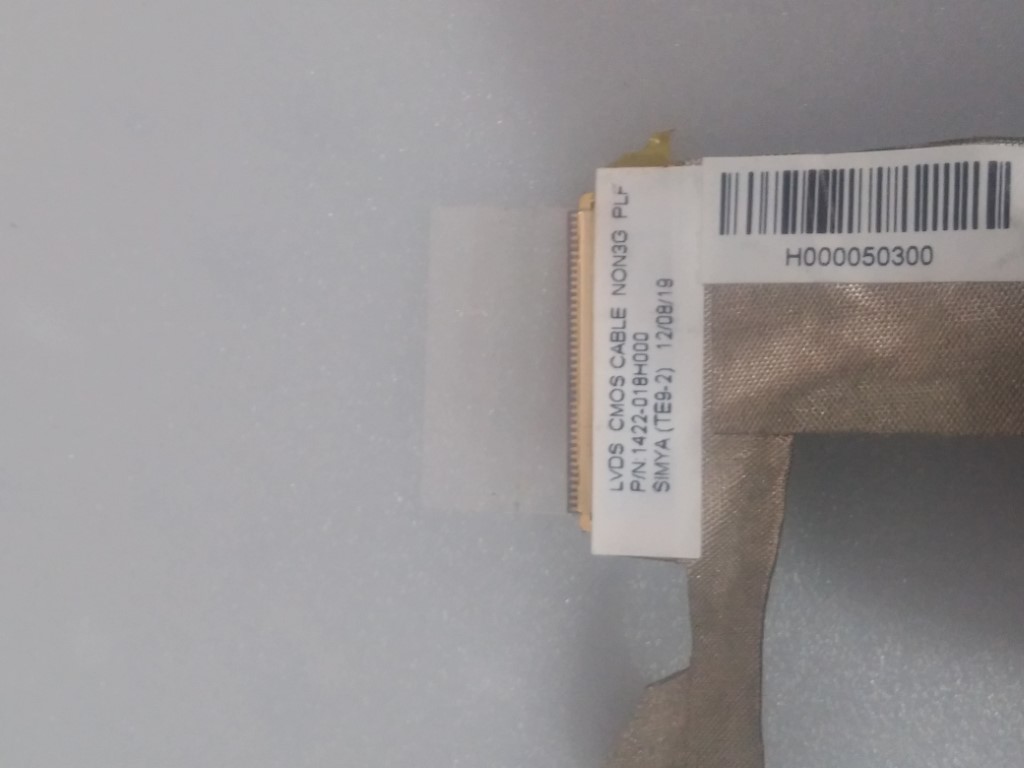 H000050300
LVDS CMOS CABLE NON3G PLF
P/N 1422-018H000
SIMYA (TE9-2) 12/08/19